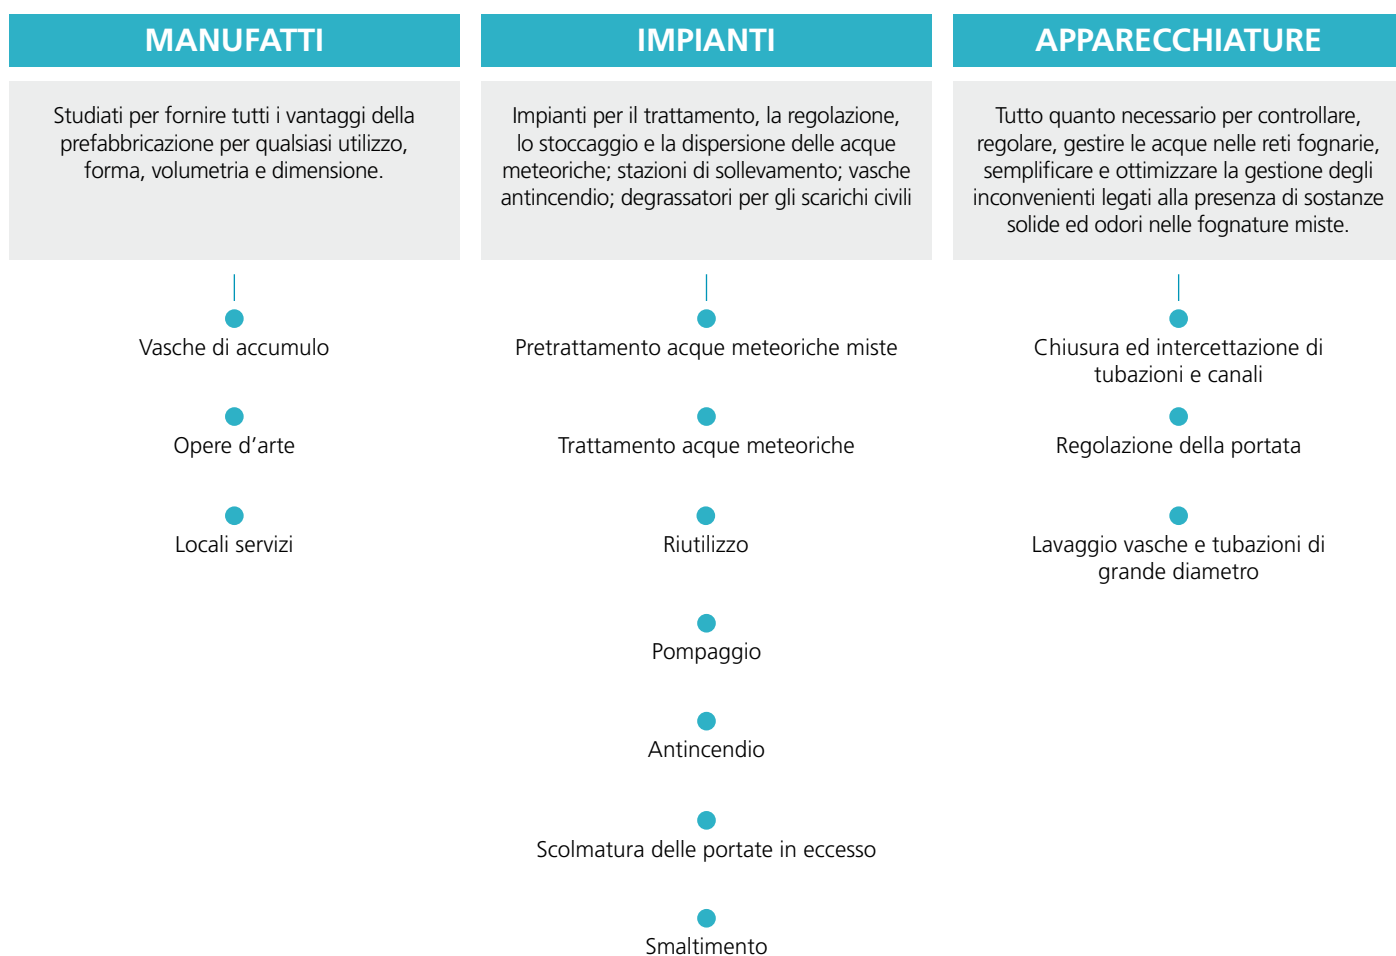 MANUFATTI
Studiati per fornire tutti i vantaggi della
prefabbricazione per qualsiasi utilizzo,
forma, volumetria e dimensione.
Vasche di accumulo
Opere d'arte
Locali servizi
IMPIANTI
Impianti per il trattamento, la regolazione,
lo stoccaggio e la dispersione delle acque
meteoriche; stazioni di sollevamento; vasche
antincendio; degrassatori per gli scarichi civili
Pretrattamento acque meteoriche miste
Trattamento acque meteoriche
Riutilizzo
Pompaggio
Antincendio
Scolmatura delle portate in eccesso
Smaltimento
APPARECCHIATURE
Tutto quanto necessario per controllare,
regolare, gestire le acque nelle reti fognarie,
semplificare e ottimizzare la gestione degli
inconvenienti legati alla presenza di sostanze
solide ed odori nelle fognature miste.
Chiusura ed intercettazione di
tubazioni e canali
Regolazione della portata
Lavaggio vasche e tubazioni di
grande diametro